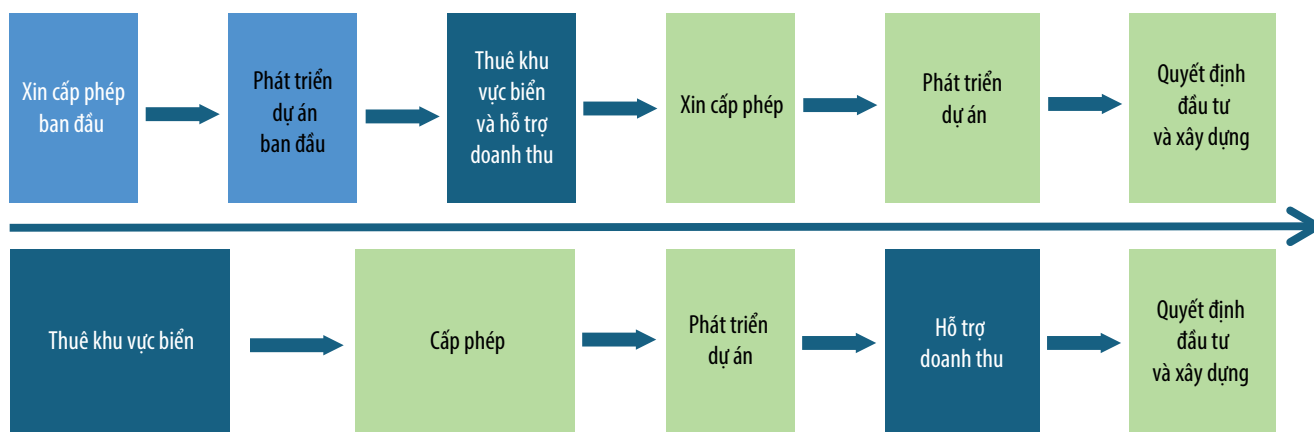 Xin cấp phép
ban đầu
Phát triển
dự án
ban đầu
Thuê khu
vực biển
và hỗ trợ
doanh thu
Xin cấp phép
Phát triển
dự án
Quyết định
đầu tư
và xây dựng
Thuê khu vực biển
Cấp phép
Phát triển
dự án
Hỗ trợ
doanh thu
Quyết định
đầu tư
và xây dựng